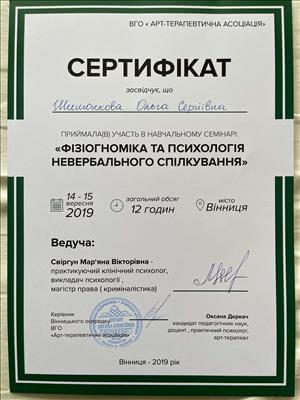 ВГО « АРТ-ТЕРАПЕВТИЧНА АСОЦІАЦІЯ»
СЕРТИФІКАТ
засвідчує, що
Шимонкова Ольга Сергіївна
ПРИЙМАЛА(В) УЧАСТЬ В НАВЧАЛЬНОМУ СЕМІНАРІ:
«ФІЗІОГНОМІКА ТА ПСИХОЛОГІЯ
НЕВЕРБАЛЬНОГО СПІЛКУВАННЯ»
14 - 15
вересня
2019
загальний обсяг
12 годин
місто
Вінниця
Ведуча:
Свіргун Мар'яна Вікторівна -
практикуючий клінічний психолог,
викладач психології ,
магістр права ( криміналістика)
Керівник
Вінницького осередку
ВГО
«Арт-терапевтичні асоціація»
Оксана Деркач
кандидат педагогічних наук,
доцент , практичний психолог,
арт-терапевт
Вінниця - 2019 рік